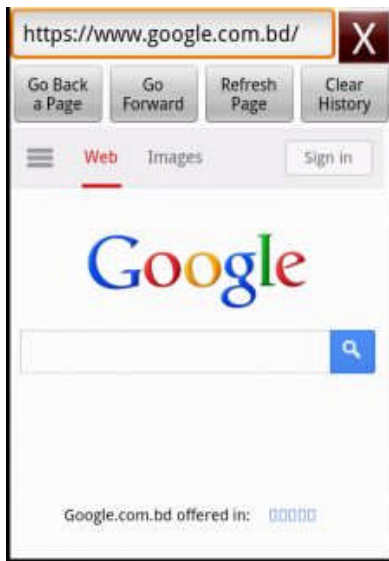 https://www.google.com.bd/ X
Go Back a Page
Go Forward
Refresh Page
Clear History
Web Images Sign in
Google
Google.com.bd offered in: